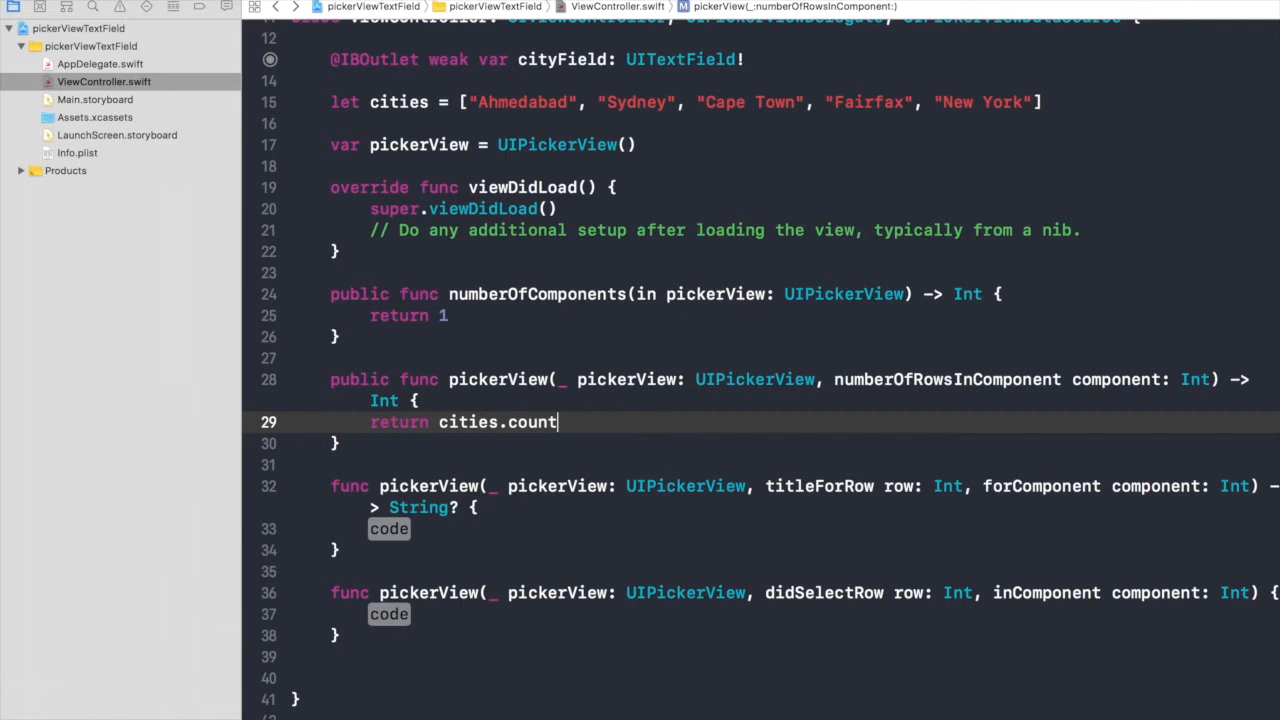 pickerViewTextField
pickerViewTextField
ViewController.swift
pickerView(_:numberOfRowsInComponent:)
pickerViewTextField
pickerViewTextField
AppDelegate.swift
ViewController.swift
Main.storyboard
Assets.xcassets
LaunchScreen.storyboard
Info.plist
Products
12
@IBOutlet weak var cityField: UITextField!
14
15 let cities = ["Ahmedabad", "Sydney", "Cape Town", "Fairfax", "New York"]
16
17 var pickerView = UIPickerView()
18
19 override func viewDidLoad() {
20 super.viewDidLoad()
21 // Do any additional setup after loading the view, typically from a nib.
22 }
23
24 public func numberOfComponents(in pickerView: UIPickerView) -> Int {
25 return 1
26 }
27
28 public func pickerView(_ pickerView: UIPickerView, numberOfRowsInComponent component: Int) ->
Int {
29 return cities.count
30 }
31
32 func pickerView(_ pickerView: UIPickerView, titleForRow row: Int, forComponent component: Int) -
> String? {
33 code
34 }
35
36 func pickerView(_ pickerView: UIPickerView, didSelectRow row: Int, inComponent component: Int) {
37 code
38 }
39
40
41 }